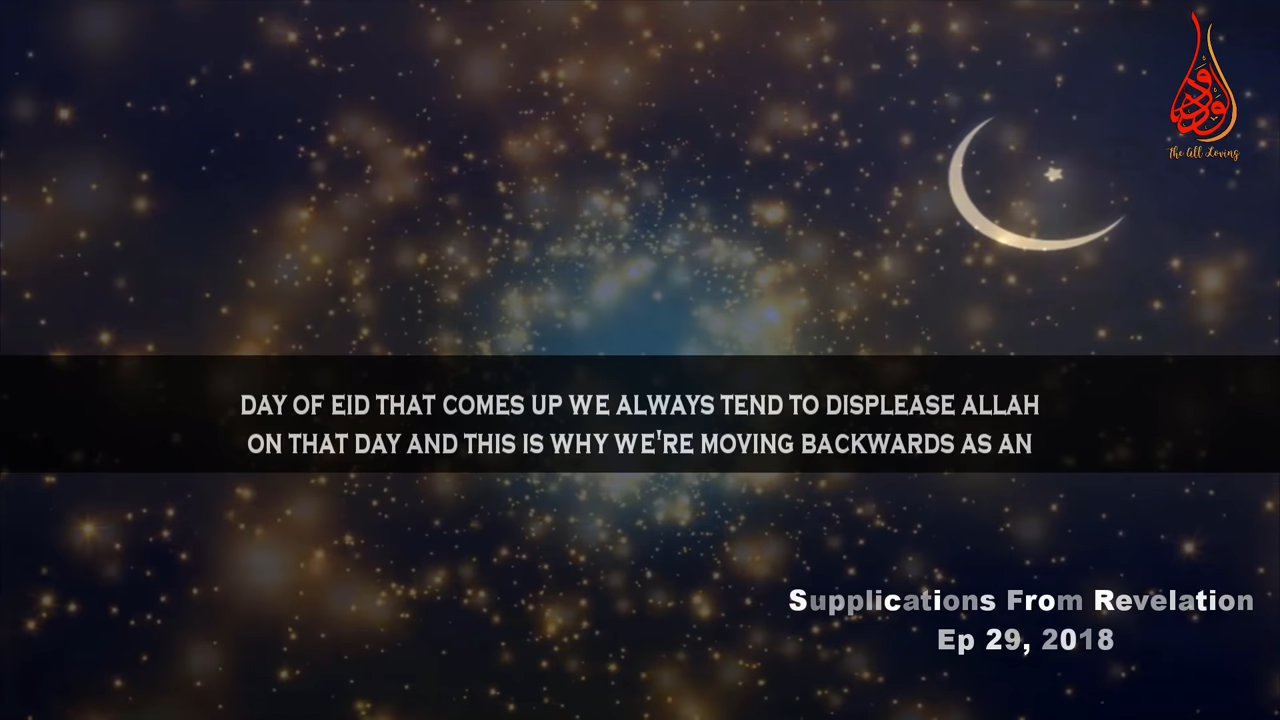 الودود
The All Loving
DAY OF EID THAT COMES UP WE ALWAYS TEND TO DISPLEASE ALLAH
ON THAT DAY AND THIS IS WHY WE'RE MOVING BACKWARDS AS AN
Supplications From Revelation
Ep 29, 2018